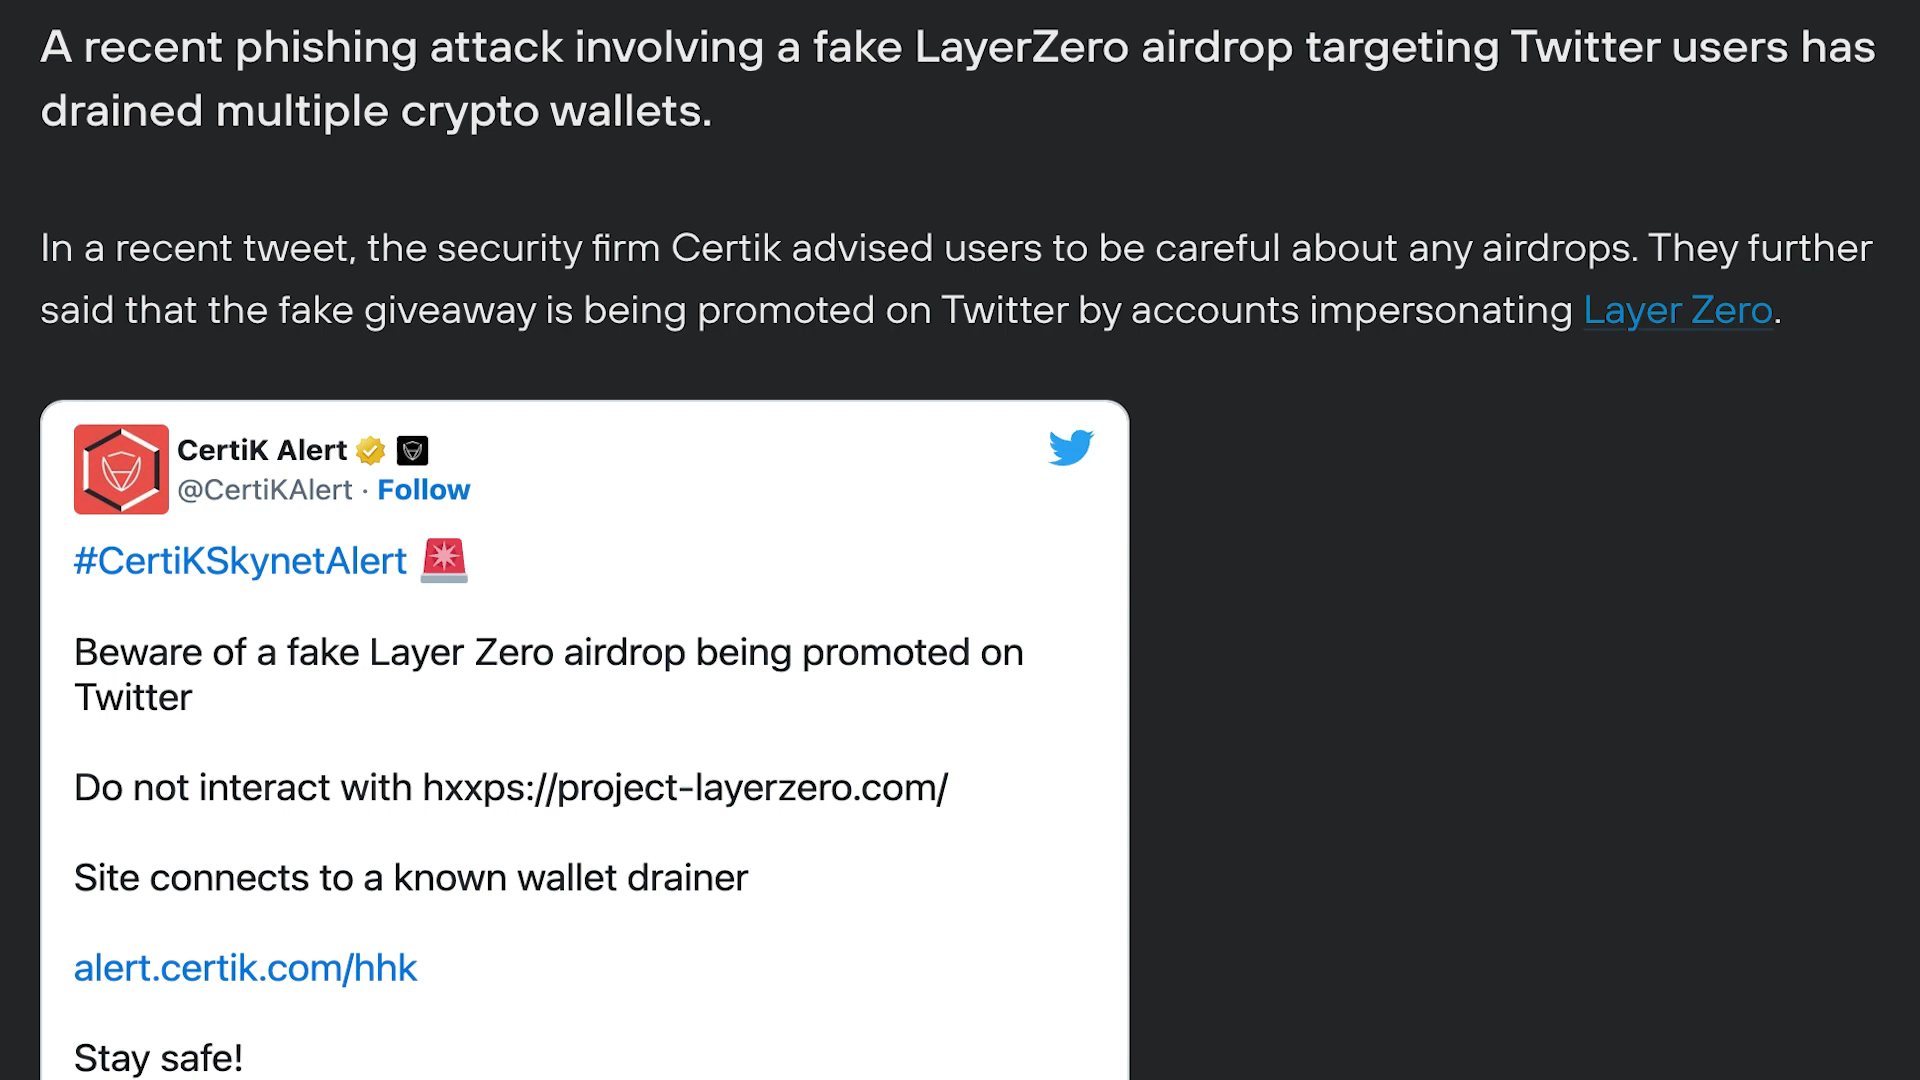 A recent phishing attack involving a fake LayerZero airdrop targeting Twitter users has
drained multiple crypto wallets.
In a recent tweet, the security firm Certik advised users to be careful about any airdrops. They further
said that the fake giveaway is being promoted on Twitter by accounts impersonating Layer Zero.
CertiK Alert
@CertiKAlert · Follow
#CertiKSkynetAlert
Beware of a fake Layer Zero airdrop being promoted on
Twitter
Do not interact with hxxps://project-layerzero.com/
Site connects to a known wallet drainer
alert.certik.com/hhk
Stay safe!